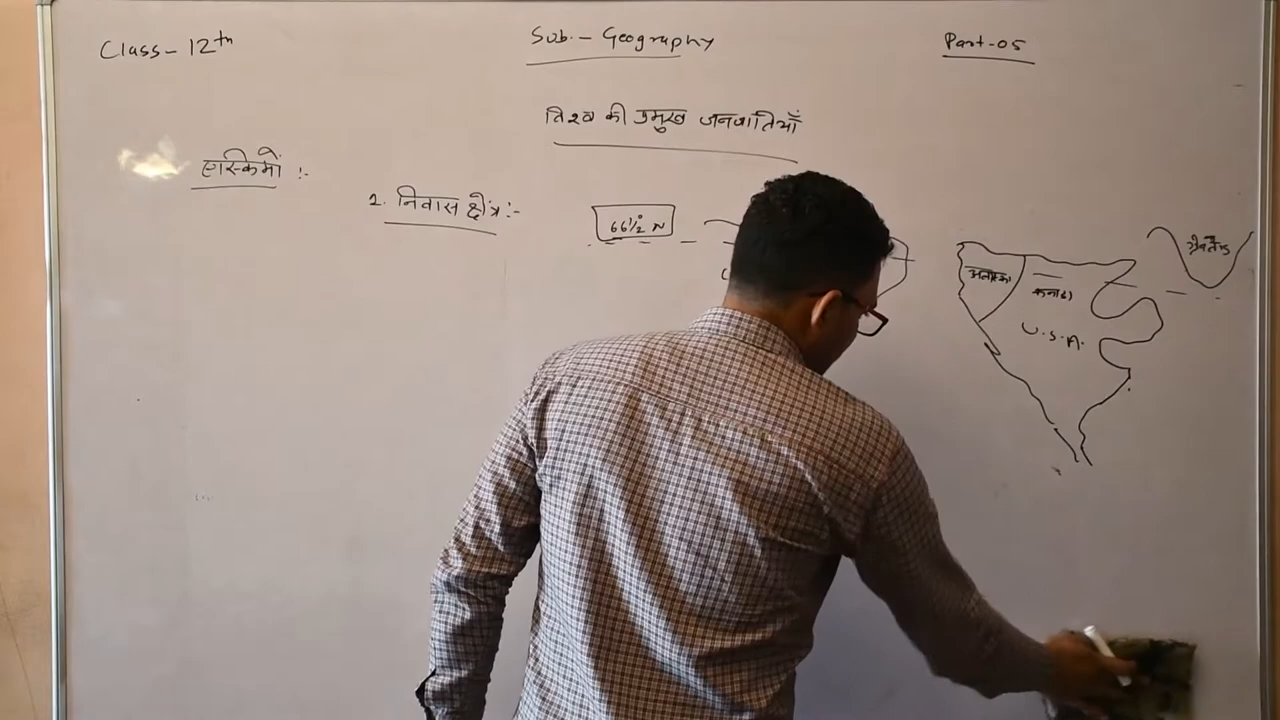 Class- 12th
Sub.- Geography
Part-05
विश्व की प्रमुख जनजातियाँ
एस्किमों :-
1. निवास क्षेत्र :-
66½° N
ग्रीनलैंड
अलास्का
कनाडा
U.S.A.